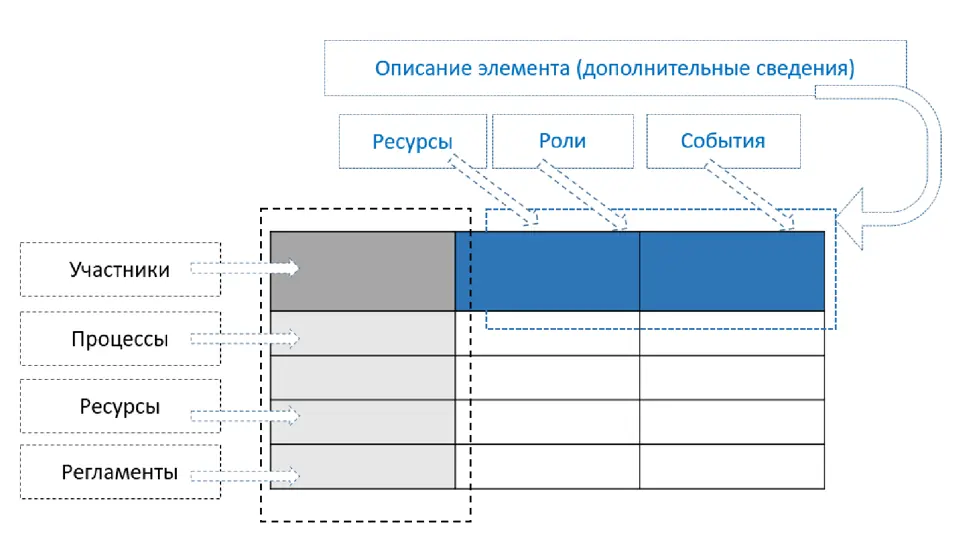 Описание элемента (дополнительные сведения)
Ресурсы
Роли
События
Участники
Процессы
Ресурсы
Регламенты